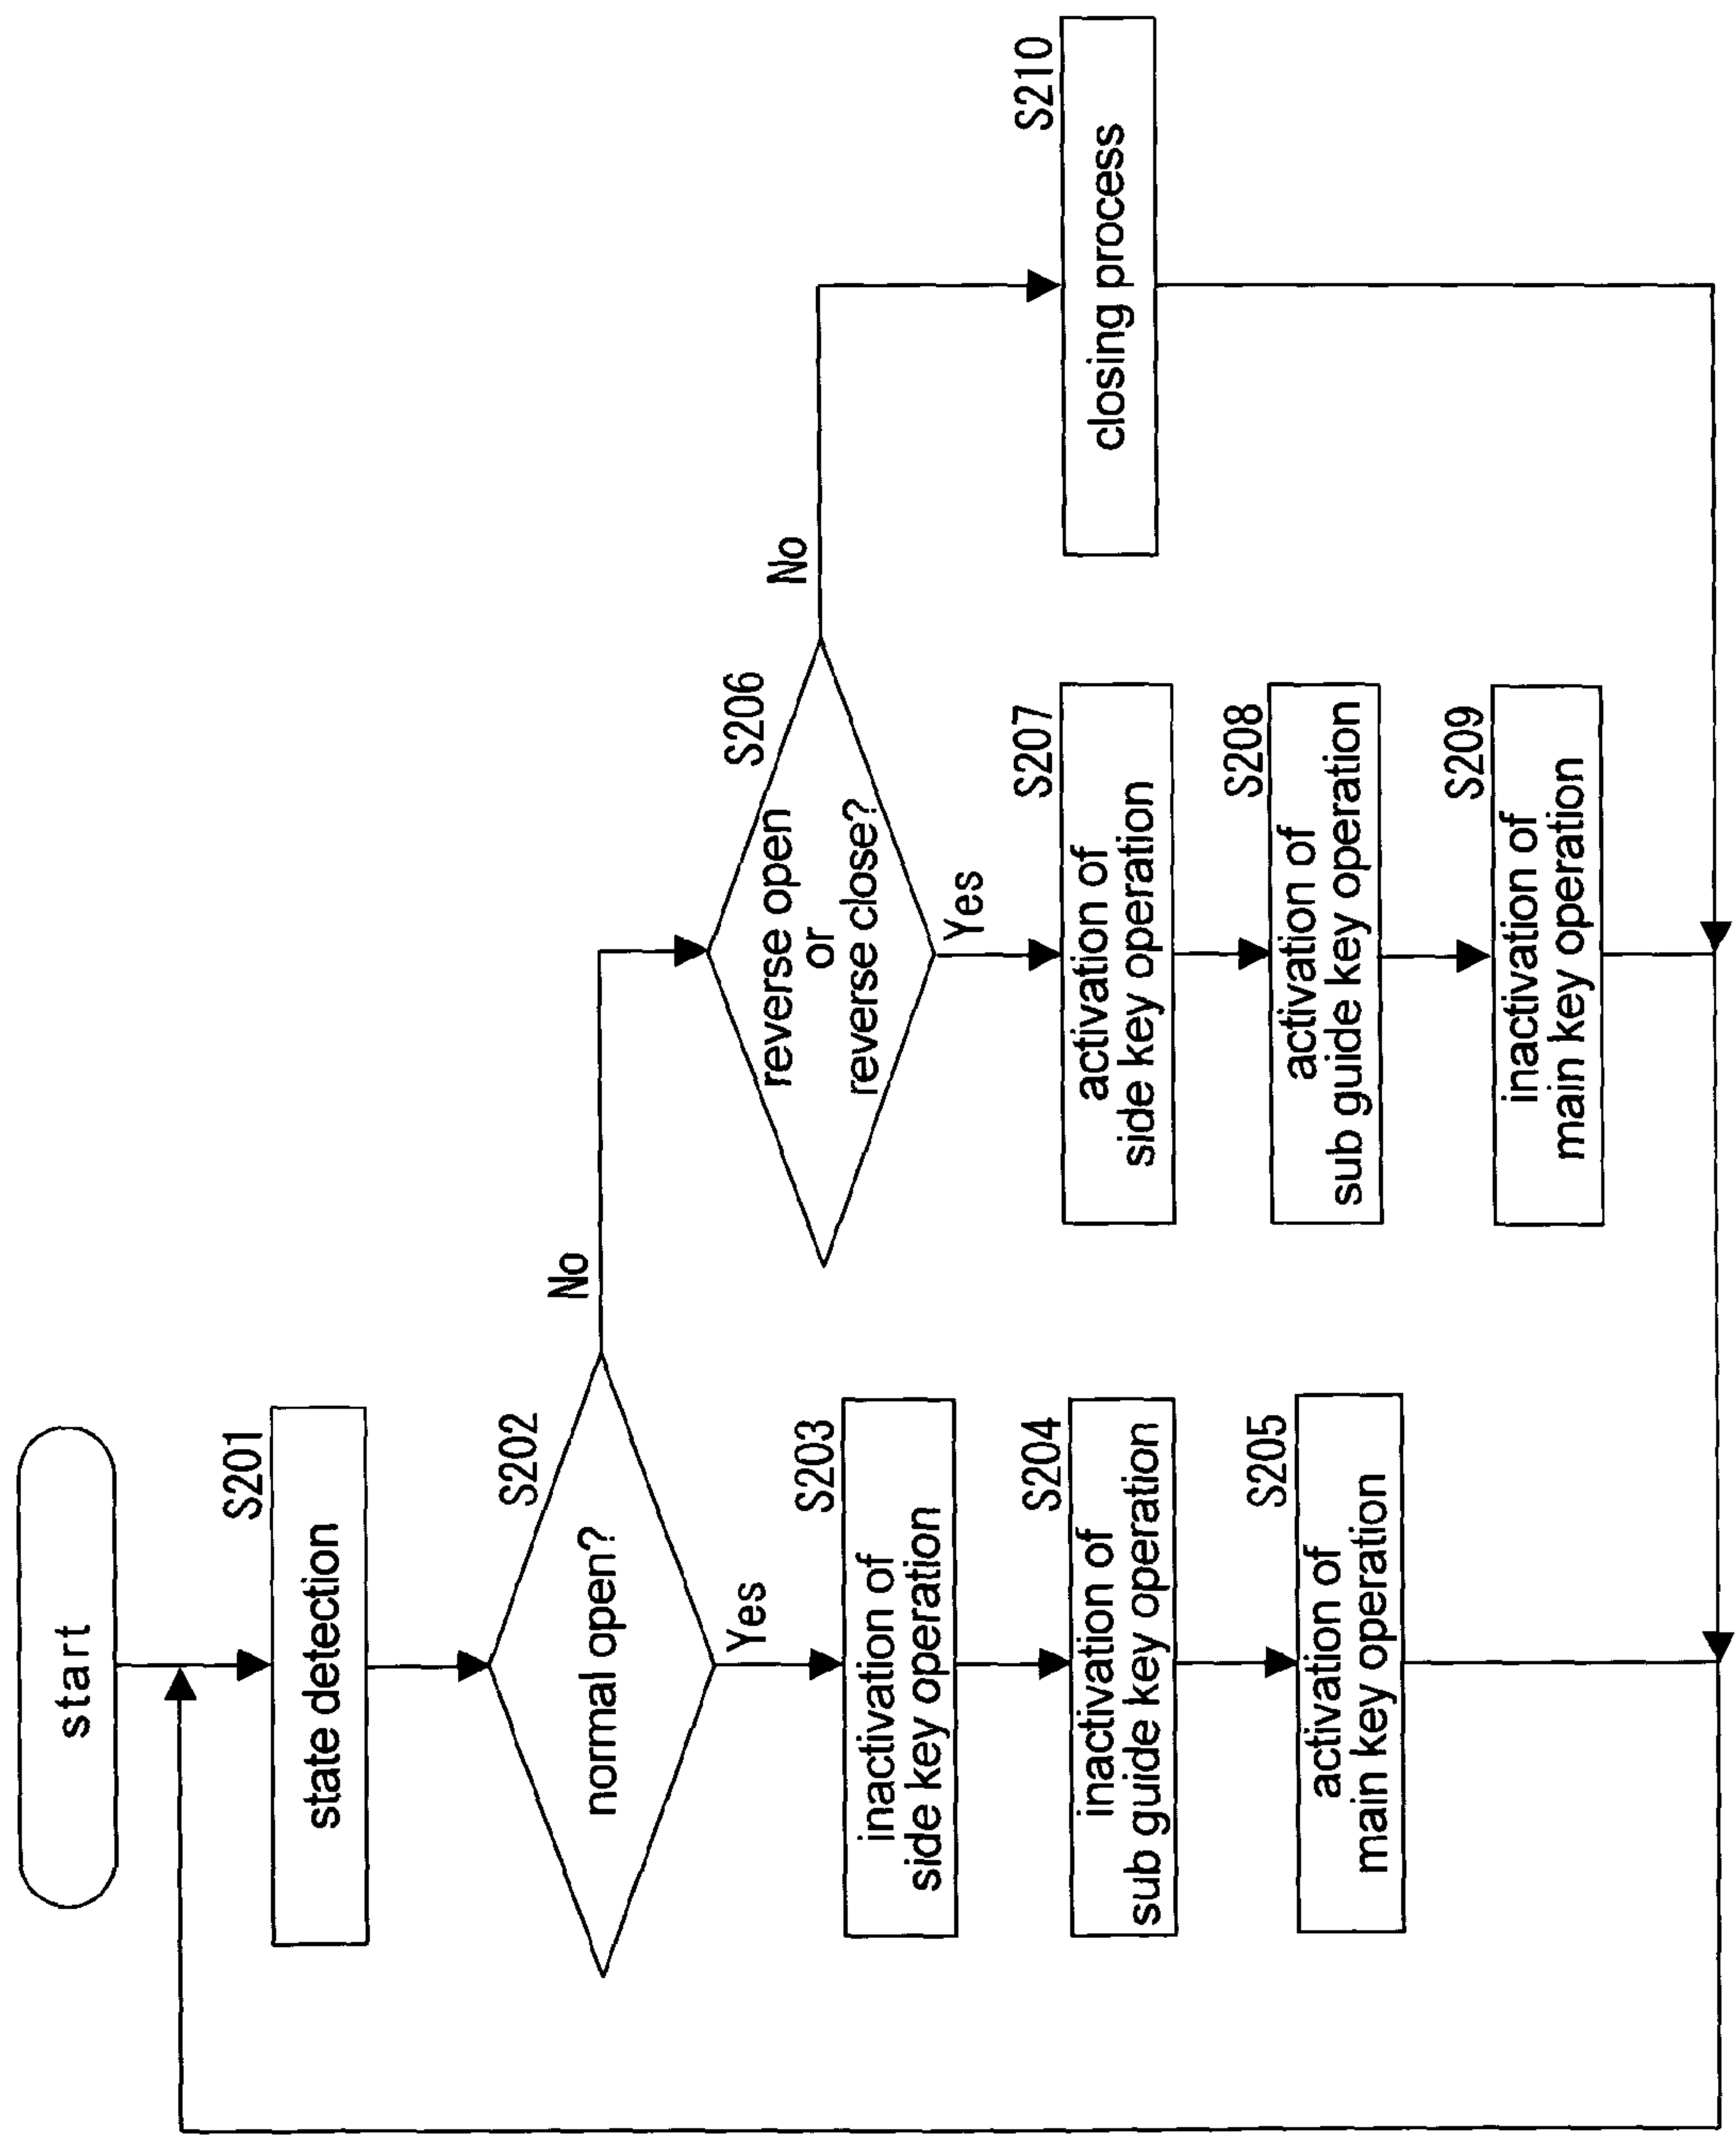 start
S201
state detection
S202
normal open?
No
Yes
S203
inactivation of
side key operation
S204
inactivation of
sub guide key operation
S205
activation of
main key operation
S206
reverse open
or
reverse close?
No
Yes
S207
activation of
side key operation
S208
activation of
sub guide key operation
S209
inactivation of
main key operation
S210
closing process